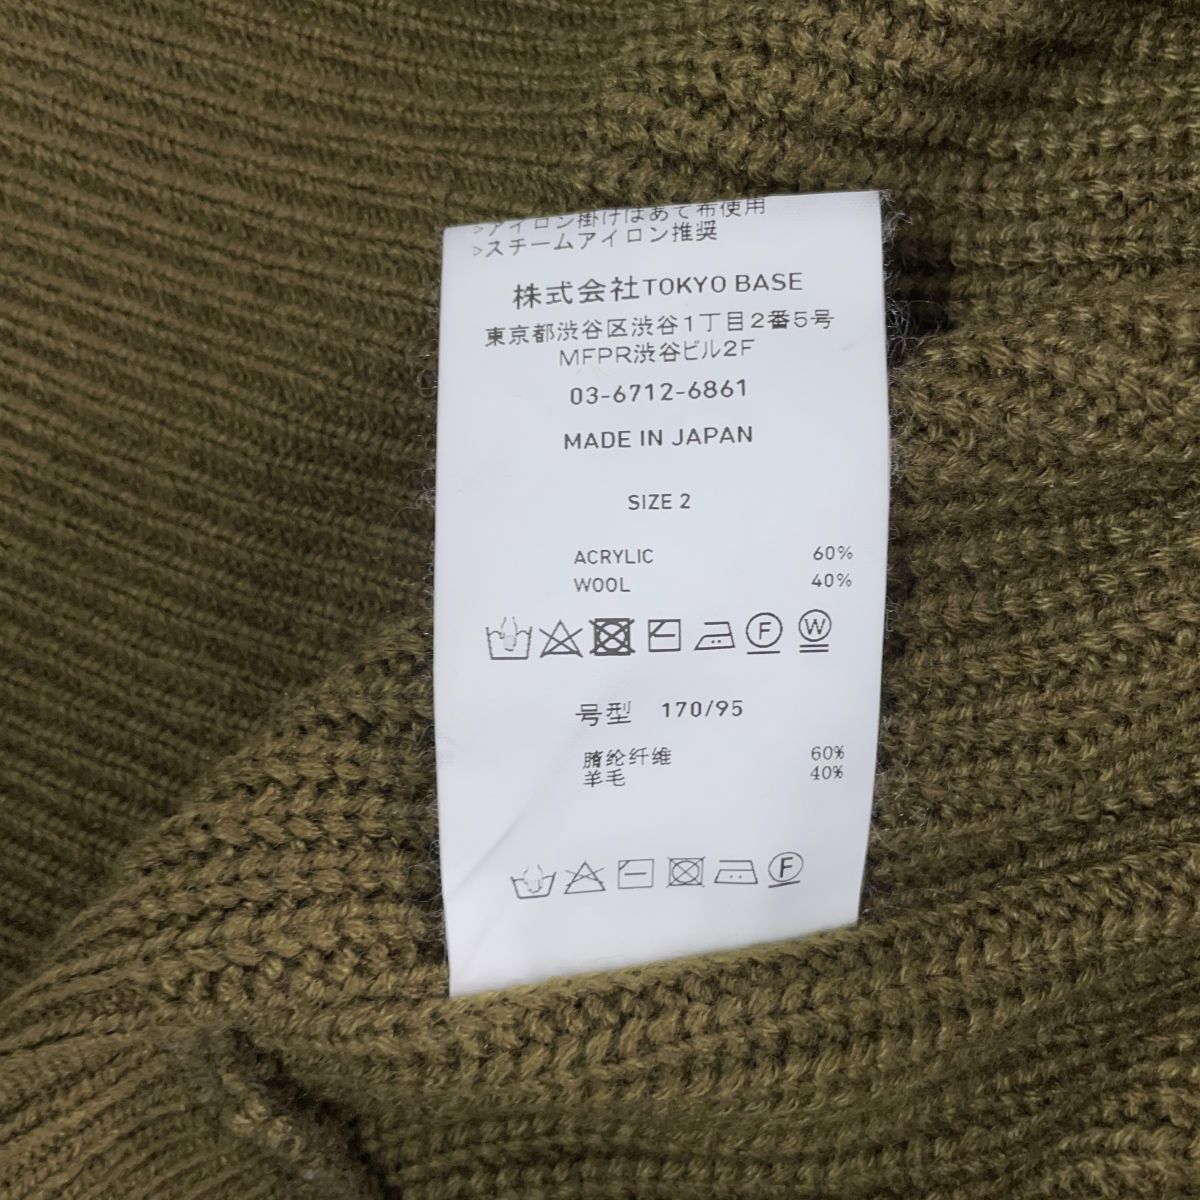 ▷アイロン掛けはあて布使用
▷スチームアイロン推奨
株式会社TOKYO BASE
東京都渋谷区渋谷1丁目2番5号
MFPR渋谷ビル2F
03-6712-6861
MADE IN JAPAN
SIZE 2
ACRYLIC 60%
WOOL 40%
F W
号型 170/95
腈纶纤维 60%
羊毛 40%
F